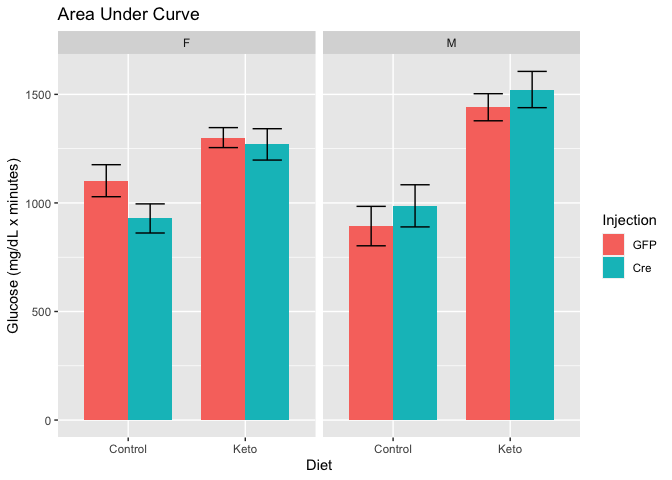 Area Under Curve
F
M
Glucose (mg/dL x minutes)
1500
1000
500
0
Control
Keto
Control
Keto
Diet
Injection
GFP
Cre